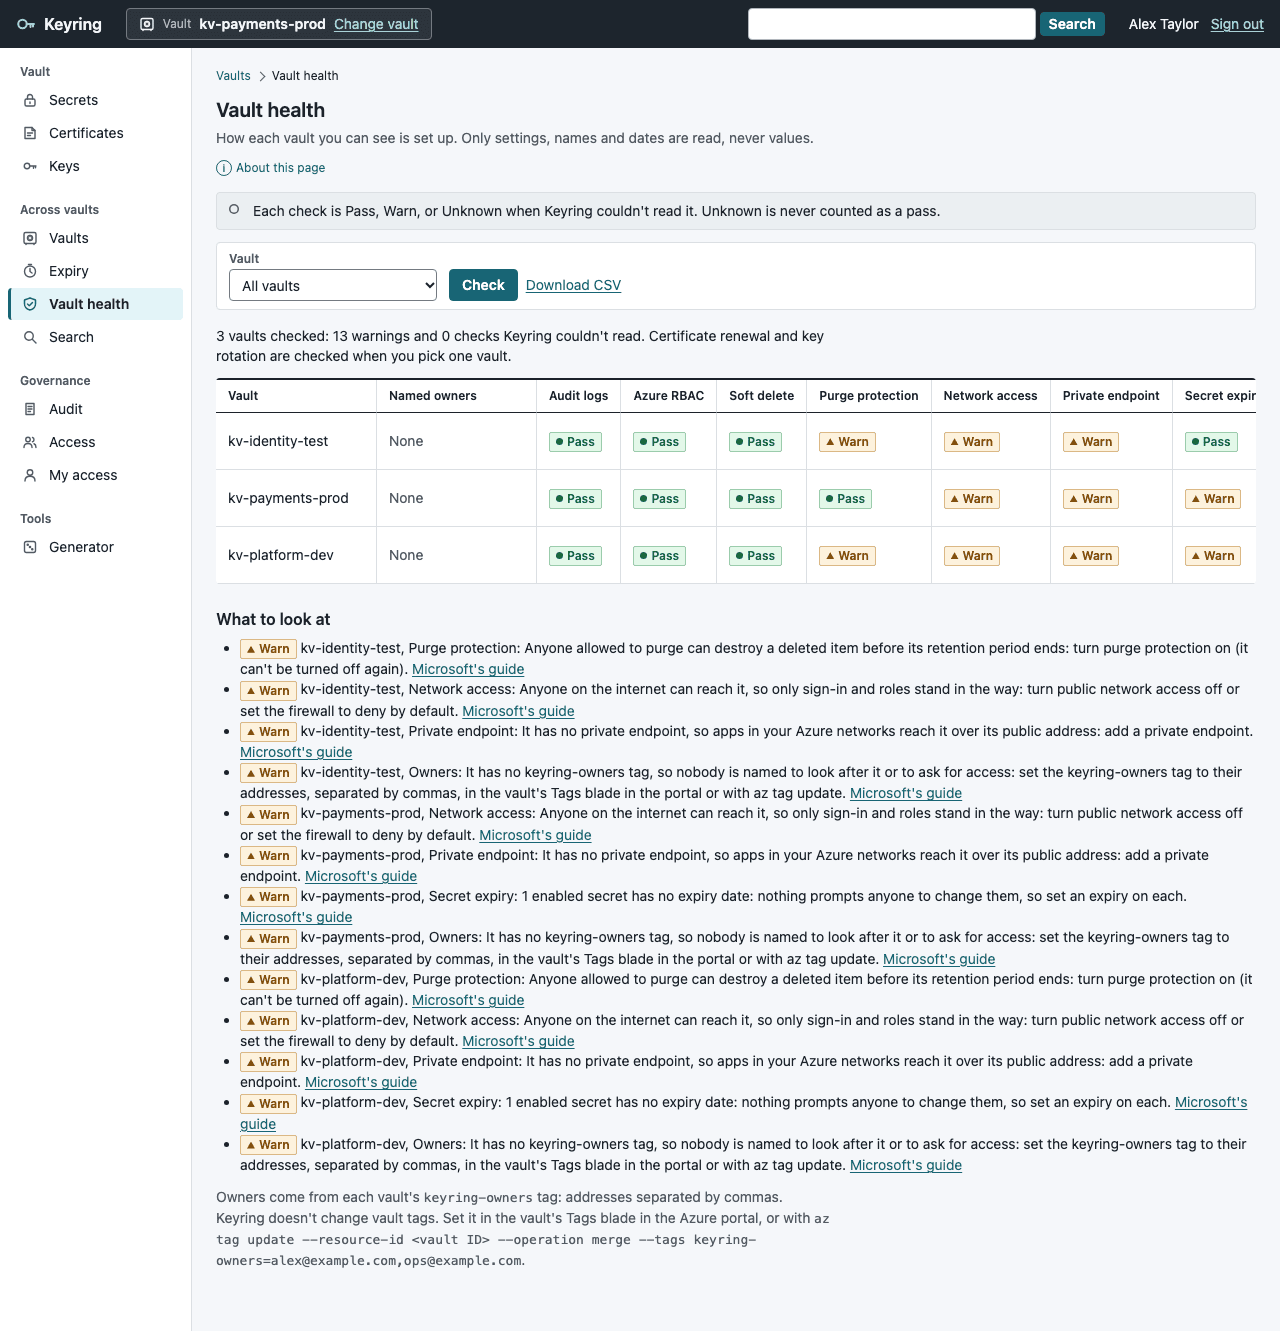 Keyring
Vault kv-payments-prod Change vault
Search
Alex Taylor Sign out
Vault
Secrets
Certificates
Keys
Across vaults
Vaults
Expiry
Vault health
Search
Governance
Audit
Access
My access
Tools
Generator
Vaults > Vault health
Vault health
How each vault you can see is set up. Only settings, names and dates are read, never values.
About this page
Each check is Pass, Warn, or Unknown when Keyring couldn't read it. Unknown is never counted as a pass.
Vault
All vaults Check Download CSV
3 vaults checked: 13 warnings and 0 checks Keyring couldn't read. Certificate renewal and key
rotation are checked when you pick one vault.
Vault Named owners Audit logs Azure RBAC Soft delete Purge protection Network access Private endpoint Secret expir
kv-identity-test None Pass Pass Pass Warn Warn Warn Pass
kv-payments-prod None Pass Pass Pass Pass Warn Warn Warn
kv-platform-dev None Pass Pass Pass Warn Warn Warn Warn
What to look at
Warn kv-identity-test, Purge protection: Anyone allowed to purge can destroy a deleted item before its retention period ends: turn purge protection on (it
can't be turned off again). Microsoft's guide
Warn kv-identity-test, Network access: Anyone on the internet can reach it, so only sign-in and roles stand in the way: turn public network access off or
set the firewall to deny by default. Microsoft's guide
Warn kv-identity-test, Private endpoint: It has no private endpoint, so apps in your Azure networks reach it over its public address: add a private endpoint.
Microsoft's guide
Warn kv-identity-test, Owners: It has no keyring-owners tag, so nobody is named to look after it or to ask for access: set the keyring-owners tag to their
addresses, separated by commas, in the vault's Tags blade in the portal or with az tag update. Microsoft's guide
Warn kv-payments-prod, Network access: Anyone on the internet can reach it, so only sign-in and roles stand in the way: turn public network access off
or set the firewall to deny by default. Microsoft's guide
Warn kv-payments-prod, Private endpoint: It has no private endpoint, so apps in your Azure networks reach it over its public address: add a private
endpoint. Microsoft's guide
Warn kv-payments-prod, Secret expiry: 1 enabled secret has no expiry date: nothing prompts anyone to change them, so set an expiry on each.
Microsoft's guide
Warn kv-payments-prod, Owners: It has no keyring-owners tag, so nobody is named to look after it or to ask for access: set the keyring-owners tag to
their addresses, separated by commas, in the vault's Tags blade in the portal or with az tag update. Microsoft's guide
Warn kv-platform-dev, Purge protection: Anyone allowed to purge can destroy a deleted item before its retention period ends: turn purge protection on (it
can't be turned off again). Microsoft's guide
Warn kv-platform-dev, Network access: Anyone on the internet can reach it, so only sign-in and roles stand in the way: turn public network access off or
set the firewall to deny by default. Microsoft's guide
Warn kv-platform-dev, Private endpoint: It has no private endpoint, so apps in your Azure networks reach it over its public address: add a private
endpoint. Microsoft's guide
Warn kv-platform-dev, Secret expiry: 1 enabled secret has no expiry date: nothing prompts anyone to change them, so set an expiry on each. Microsoft's
guide
Warn kv-platform-dev, Owners: It has no keyring-owners tag, so nobody is named to look after it or to ask for access: set the keyring-owners tag to their
addresses, separated by commas, in the vault's Tags blade in the portal or with az tag update. Microsoft's guide
Owners come from each vault's keyring-owners tag: addresses separated by commas.
Keyring doesn't change vault tags. Set it in the vault's Tags blade in the Azure portal, or with az
tag update --resource-id <vault ID> --operation merge --tags keyring-
owners=alex@example.com,ops@example.com.